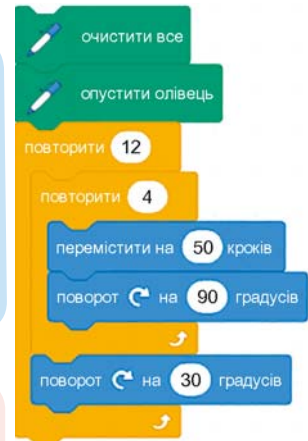 очистити все
опустити олівець
повторити 12
повторити 4
перемістити на 50 кроків
поворот на 90 градусів
поворот на 30 градусів